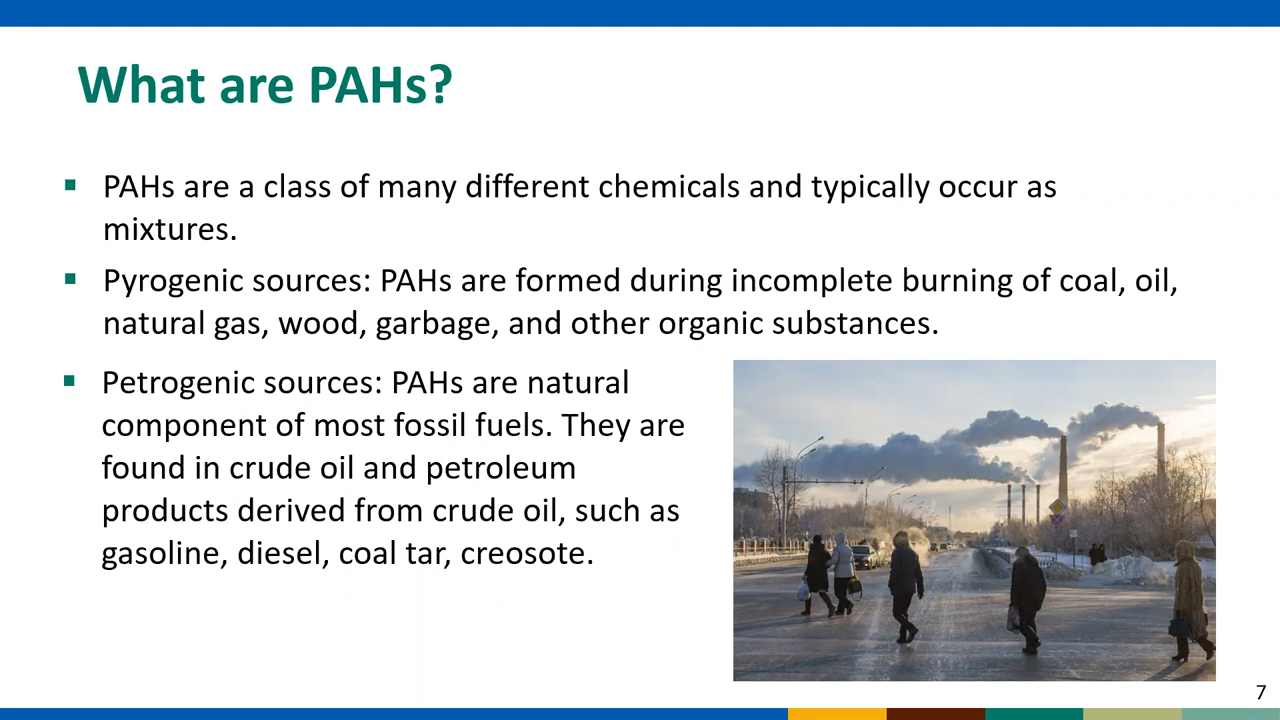 What are PAHs?
▪ PAHs are a class of many different chemicals and typically occur as
mixtures.
▪ Pyrogenic sources: PAHs are formed during incomplete burning of coal, oil,
natural gas, wood, garbage, and other organic substances.
▪ Petrogenic sources: PAHs are natural
component of most fossil fuels. They are
found in crude oil and petroleum
products derived from crude oil, such as
gasoline, diesel, coal tar, creosote.
7